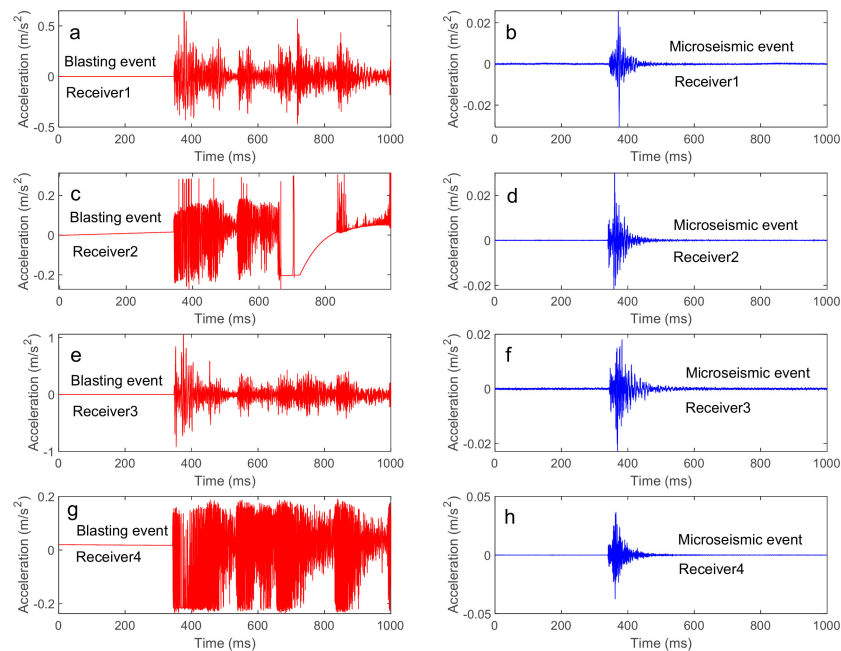 a
Blasting event
Receiver1
Acceleration (m/s²)
0.5
0
-0.5
0 200 400 600 800 1000
Time (ms)
b
Microseismic event
Receiver1
Acceleration (m/s²)
0.02
0
-0.02
0 200 400 600 800 1000
Time (ms)
c
Blasting event
Receiver2
Acceleration (m/s²)
0.2
0
-0.2
0 200 400 600 800 1000
Time (ms)
d
Microseismic event
Receiver2
Acceleration (m/s²)
0.02
0
-0.02
0 200 400 600 800 1000
Time (ms)
e
Blasting event
Receiver3
Acceleration (m/s²)
1
0
-1
0 200 400 600 800 1000
Time (ms)
f
Microseismic event
Receiver3
Acceleration (m/s²)
0.02
0
-0.02
0 200 400 600 800 1000
Time (ms)
g
Blasting event
Receiver4
Acceleration (m/s²)
0.2
0
-0.2
0 200 400 600 800 1000
Time (ms)
h
Microseismic event
Receiver4
Acceleration (m/s²)
0.05
0
-0.05
0 200 400 600 800 1000
Time (ms)